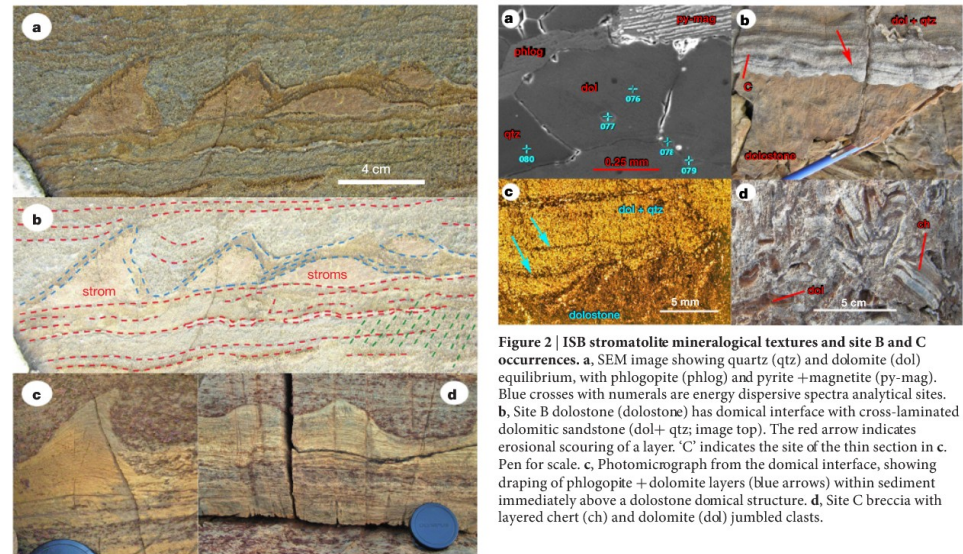 a
4 cm
b
strom
stroms
c
d
a
py-mag
phlog
dol
076
077
qtz
080
078
079
0.25 mm
b
dol + qtz
C
dolostone
c
dol + qtz
5 mm
dolostone
d
ch
dol
5 cm
Figure 2 | ISB stromatolite mineralogical textures and site B and C
occurrences. a, SEM image showing quartz (qtz) and dolomite (dol)
equilibrium, with phlogopite (phlog) and pyrite +magnetite (py-mag).
Blue crosses with numerals are energy dispersive spectra analytical sites.
b, Site B dolostone (dolostone) has domical interface with cross-laminated
dolomitic sandstone (dol+ qtz; image top). The red arrow indicates
erosional scouring of a layer. ‘C’ indicates the site of the thin section in c.
Pen for scale. c, Photomicrograph from the domical interface, showing
draping of phlogopite + dolomite layers (blue arrows) within sediment
immediately above a dolostone domical structure. d, Site C breccia with
layered chert (ch) and dolomite (dol) jumbled clasts.